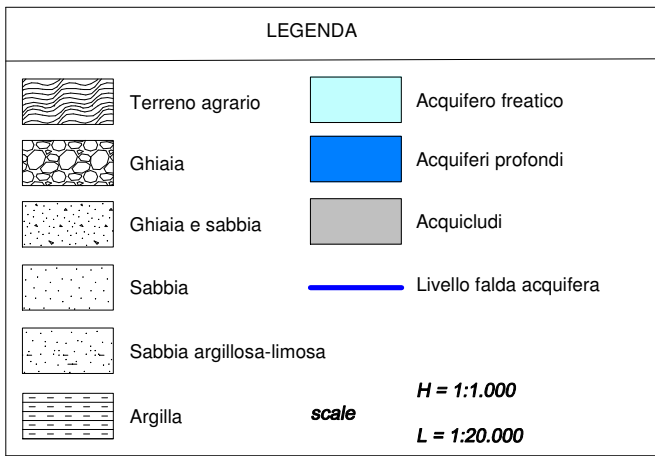 LEGENDA
Terreno agrario
Ghiaia
Ghiaia e sabbia
Sabbia
Sabbia argillosa-limosa
Argilla
Acquifero freatico
Acquiferi profondi
Acquicludi
Livello falda acquifera
scale
H = 1:1.000
L = 1:20.000